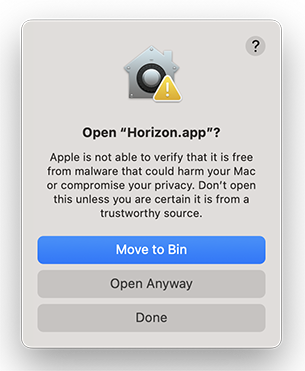 ?
Open “Horizon.app”?
Apple is not able to verify that it is free
from malware that could harm your Mac
or compromise your privacy. Don’t open
this unless you are certain it is from a
trustworthy source.
Move to Bin
Open Anyway
Done